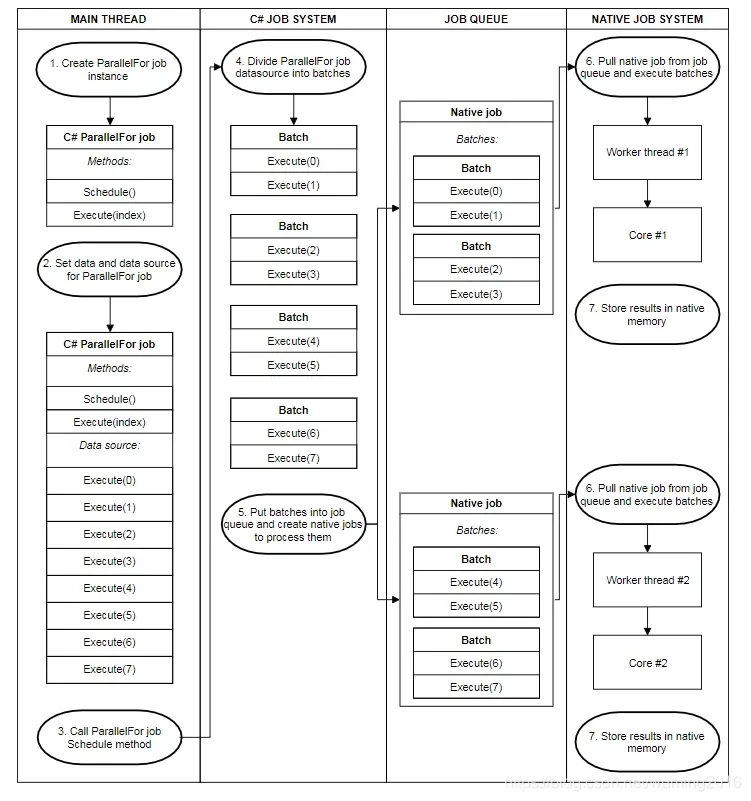 MAIN THREAD
1. Create ParallelFor job
instance
C# ParallelFor job
Methods:
Schedule()
Execute(index)
2. Set data and data source
for ParallelFor job
C# ParallelFor job
Methods:
Schedule()
Execute(index)
Data source:
Execute(0)
Execute(1)
Execute(2)
Execute(3)
Execute(4)
Execute(5)
Execute(6)
Execute(7)
3. Call ParallelFor job
Schedule method
C# JOB SYSTEM
4. Divide ParallelFor job
datasource into batches
Batch
Execute(0)
Execute(1)
Batch
Execute(2)
Execute(3)
Batch
Execute(4)
Execute(5)
Batch
Execute(6)
Execute(7)
5. Put batches into job
queue and create native jobs
to process them
JOB QUEUE
Native job
Batches:
Batch
Execute(0)
Execute(1)
Batch
Execute(2)
Execute(3)
Native job
Batches:
Batch
Execute(4)
Execute(5)
Batch
Execute(6)
Execute(7)
NATIVE JOB SYSTEM
6. Pull native job from job
queue and execute batches
Worker thread #1
Core #1
7. Store results in native
memory
6. Pull native job from job
queue and execute batches
Worker thread #2
Core #2
7. Store results in native
memory
https://blog.csdn.net/warning2016